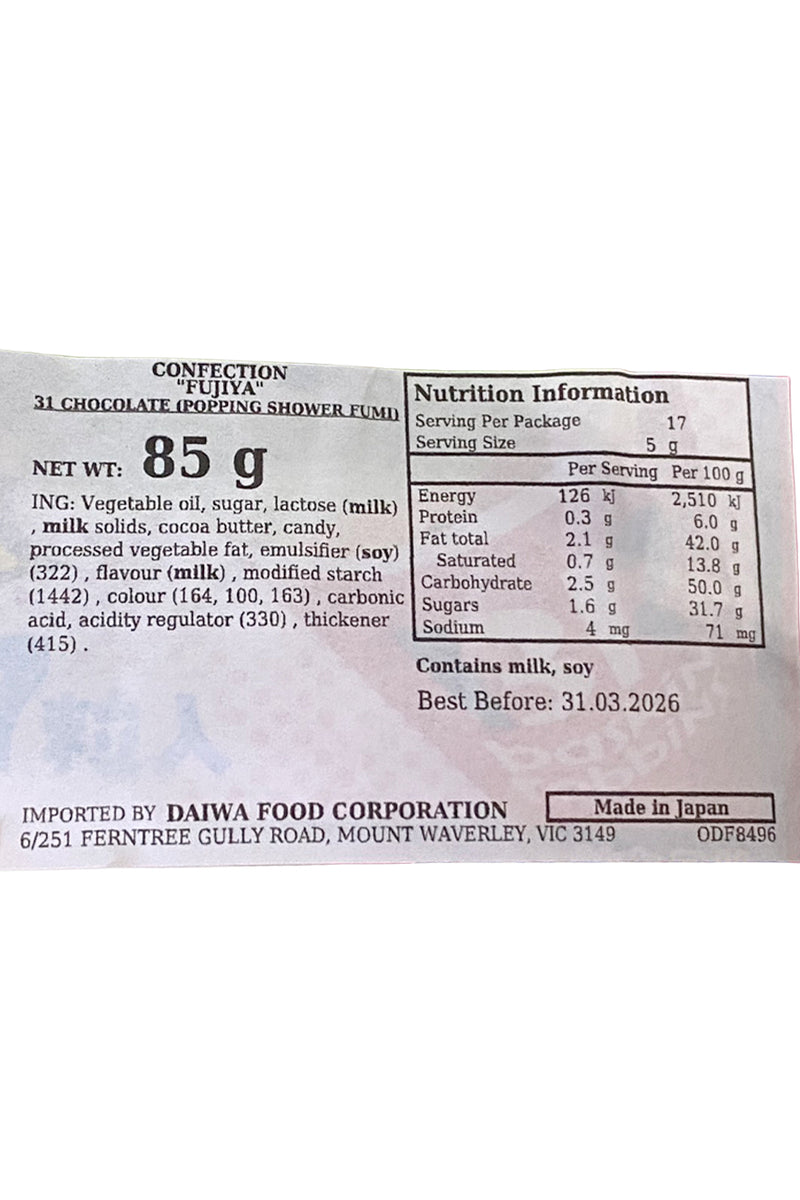 CONFECTION
"FUJIYA"
31 CHOCOLATE (POPPING SHOWER FUMI)
NET WT: 85 g
ING: Vegetable oil, sugar, lactose (milk)
, milk solids, cocoa butter, candy,
processed vegetable fat, emulsifier (soy)
(322) , flavour (milk) , modified starch
(1442) , colour (164, 100, 163) , carbonic
acid, acidity regulator (330) , thickener
(415) .
Nutrition Information
Serving Per Package 17
Serving Size 5 g
Per Serving Per 100 g
Energy 126 kj 2,510 kj
Protein 0.3 g 6.0 g
Fat total 2.1 g 42.0 g
Saturated 0.7 g 13.8 g
Carbohydrate 2.5 g 50.0 g
Sugars 1.6 g 31.7 g
Sodium 4 mg 71 mg
Contains milk, soy
Best Before: 31.03.2026
IMPORTED BY DAIWA FOOD CORPORATION
Made in Japan
6/251 FERNTREE GULLY ROAD, MOUNT WAVERLEY, VIC 3149
ODF8496